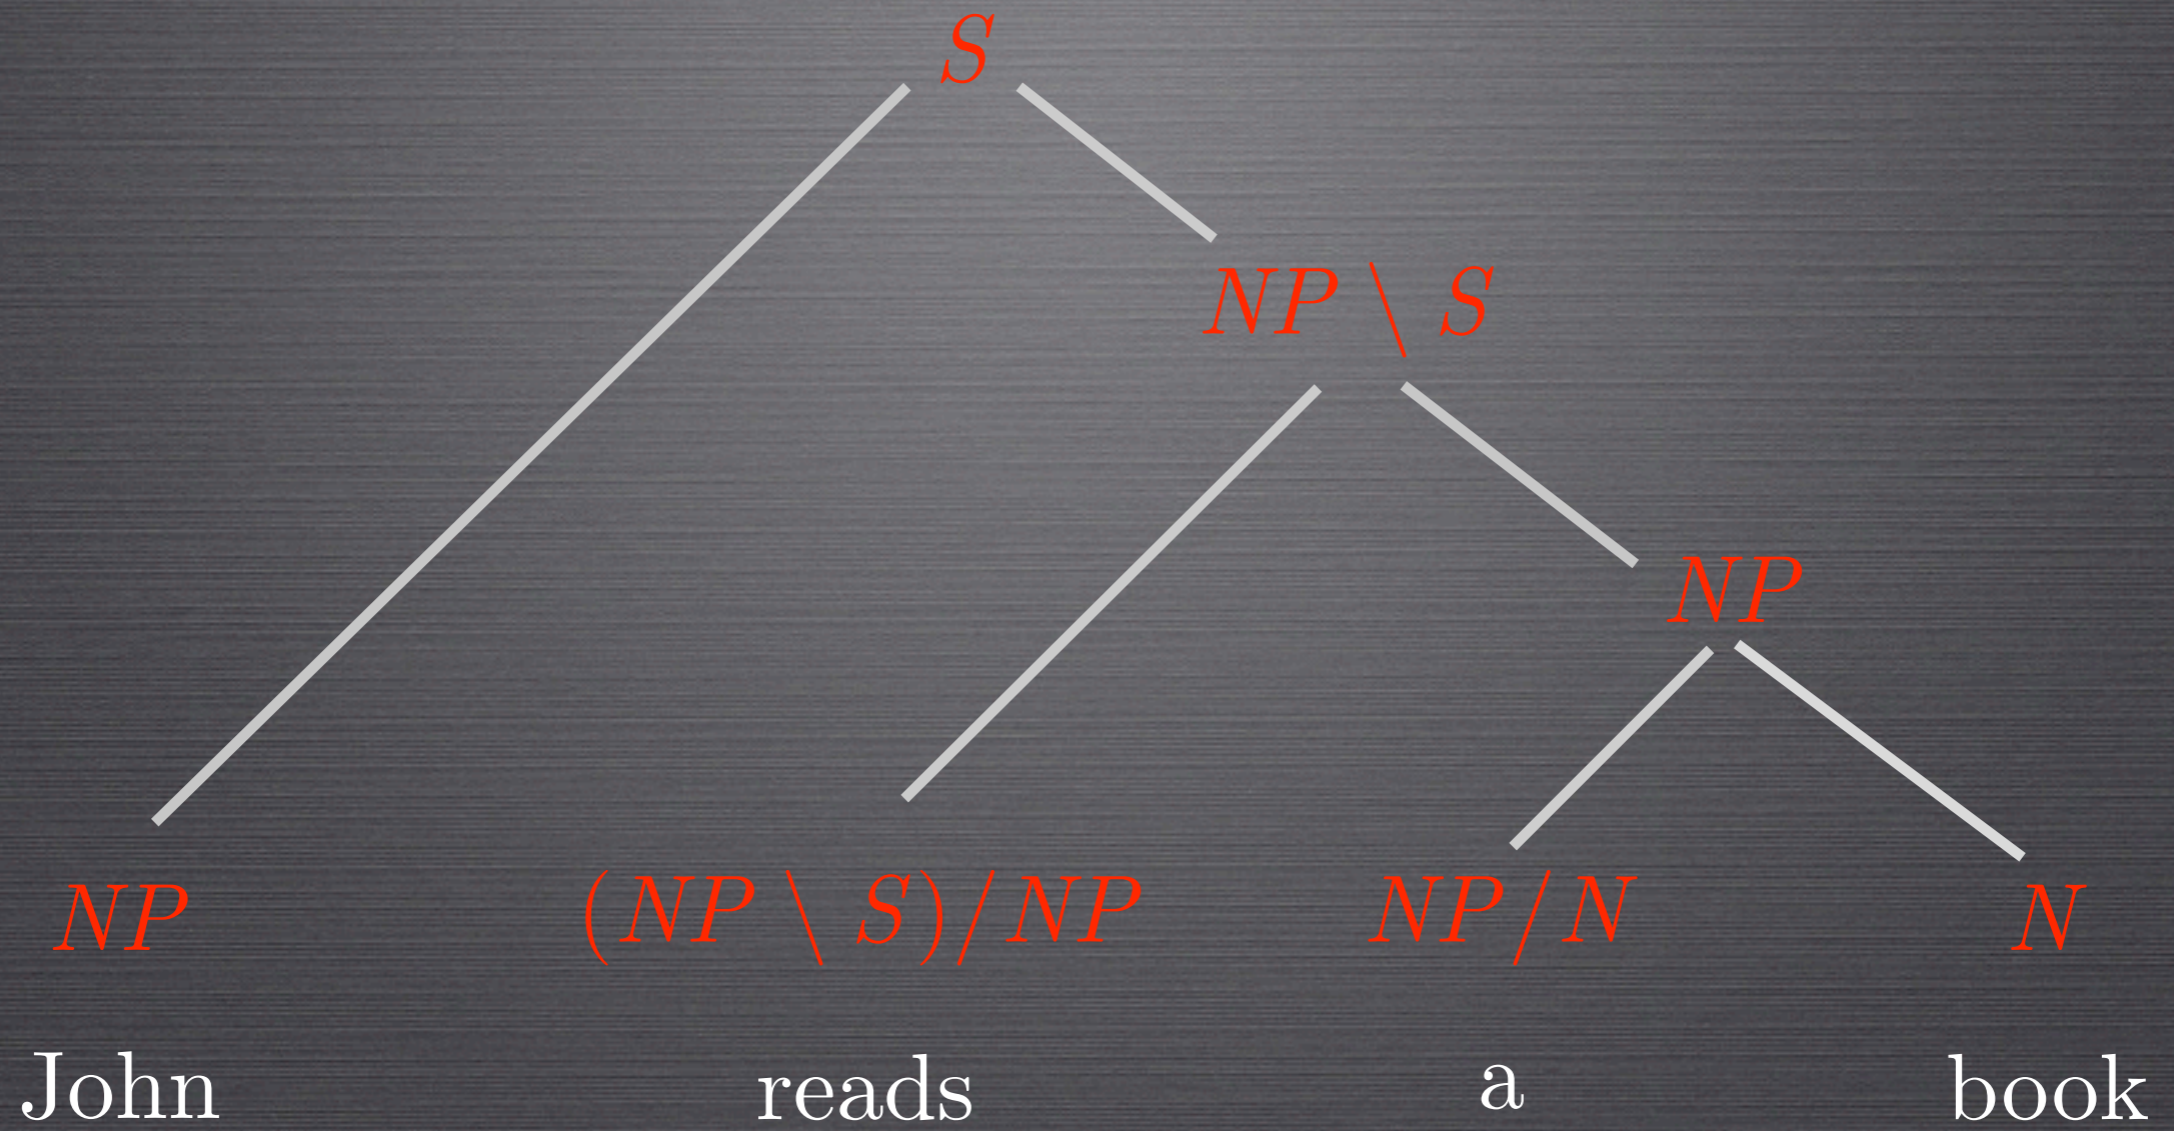 S
NP \ S
NP
NP (NP \ S)/NP NP/N N
John reads a book